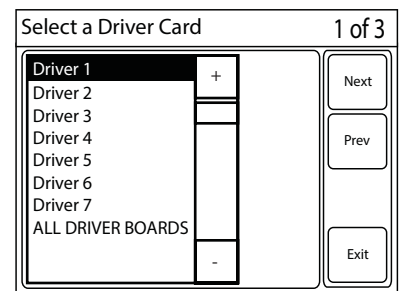 Select a Driver Card 1 of 3
Driver 1
Driver 2
Driver 3
Driver 4
Driver 5
Driver 6
Driver 7
ALL DRIVER BOARDS
+
-
Next
Prev
Exit